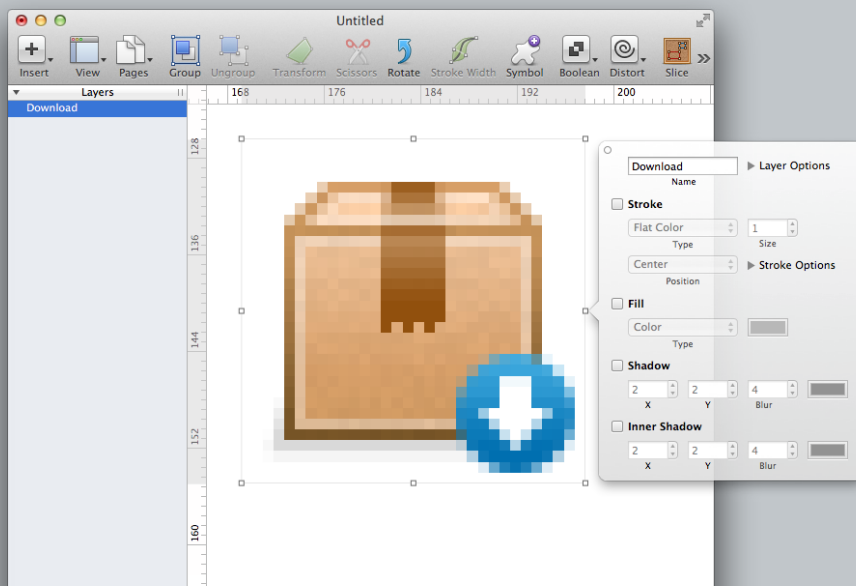 Untitled
Insert View Pages Group Ungroup Transform Scissors Rotate Stroke Width Symbol Boolean Distort Slice »
Layers
168 176 184 192 200
Download
128
136
144
152
160
Download Layer Options
Name
Stroke
Flat Color 1
Type Size
Center Stroke Options
Position
Fill
Color
Type
Shadow
2 2 4
X Y Blur
Inner Shadow
2 2 4
X Y Blur